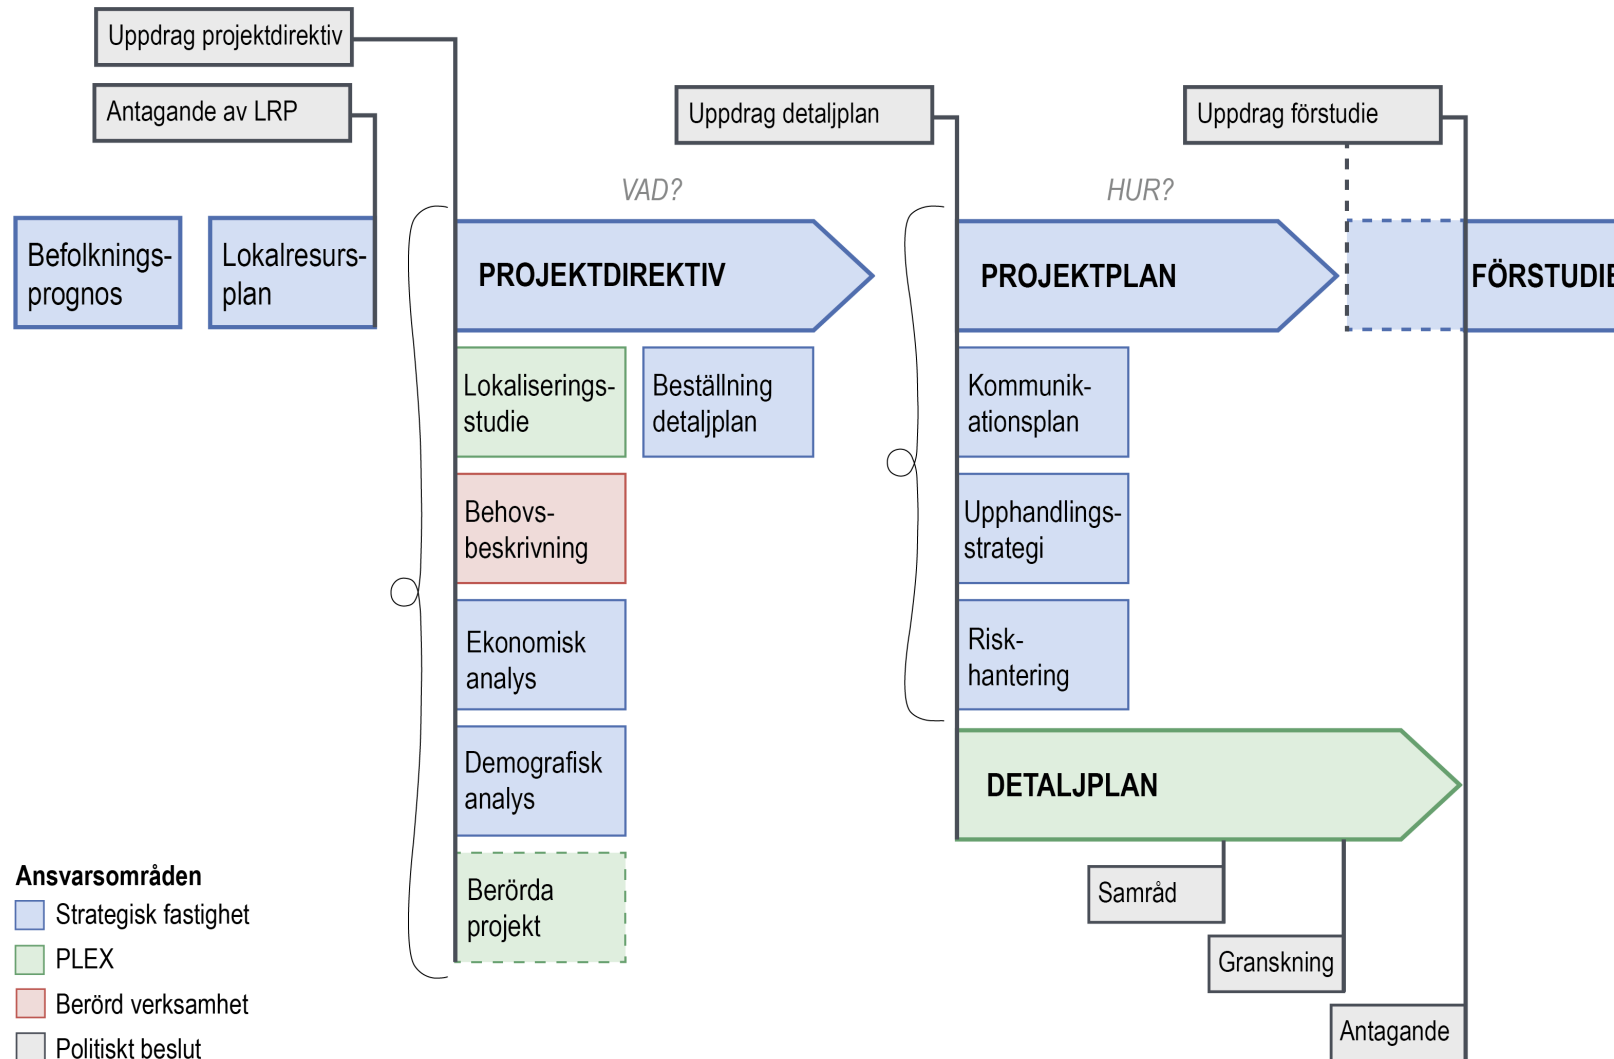 Uppdrag projektdirektiv
Antagande av LRP
Uppdrag detaljplan
Uppdrag förstudie
VAD?
HUR?
Befolknings-
prognos
Lokalresurs-
plan
PROJEKTDIREKTIV
PROJEKTPLAN
FÖRSTUDIE
Lokaliserings-
studie
Beställning
detaljplan
Kommunik-
ationsplan
Behovs-
beskrivning
Upphandlings-
strategi
Ekonomisk
analys
Risk-
hantering
Demografisk
analys
DETALJPLAN
Berörda
projekt
Samråd
Granskning
Antagande
Ansvarsområden
Strategisk fastighet
PLEX
Berörd verksamhet
Politiskt beslut